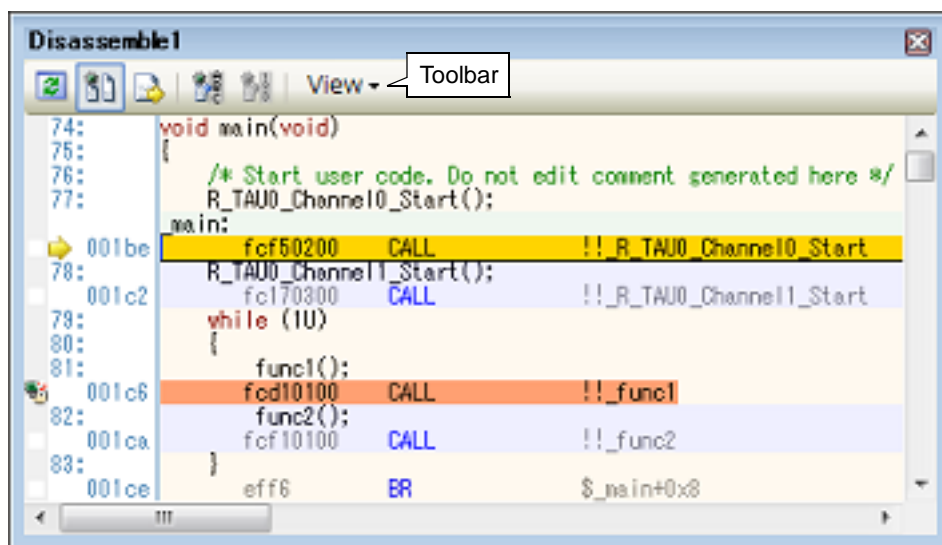 Disassemble1
View
Toolbar
74: void main(void)
75: {
76: /* Start user code. Do not edit comment generated here */
77: R_TAU0_Channel0_Start();
_main:
001be fcf50200 CALL !!_R_TAU0_Channel0_Start
78: R_TAU0_Channel1_Start();
001c2 fc170300 CALL !!_R_TAU0_Channel1_Start
79: while (1U)
80: {
81: func1();
001c6 fcd10100 CALL !!_func1
82: func2();
001ca fcf10100 CALL !!_func2
83: }
001ce eff6 BR $_main+0x8